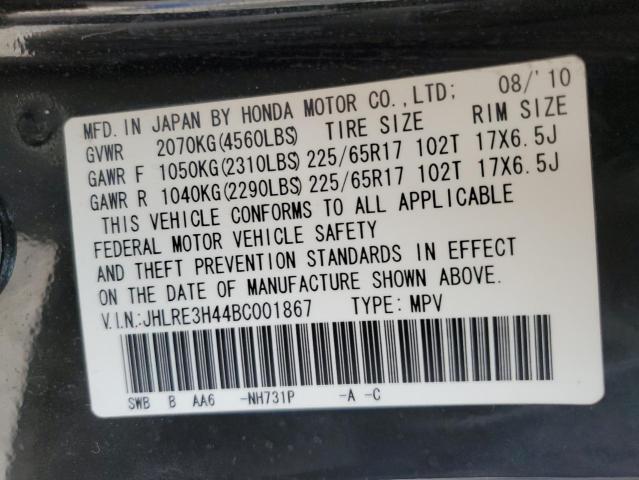 MFD. IN JAPAN BY HONDA MOTOR CO.,LTD; 08/'10
GVWR 2070KG(4560LBS) TIRE SIZE RIM SIZE
GAWR F 1050KG(2310LBS) 225/65R17 102T 17X6.5J
GAWR R 1040KG(2290LBS) 225/65R17 102T 17X6.5J
THIS VEHICLE CONFORMS TO ALL APPLICABLE
FEDERAL MOTOR VEHICLE SAFETY
AND THEFT PREVENTION STANDARDS IN EFFECT
ON THE DATE OF MANUFACTURE SHOWN ABOVE.
V.I.N.:JHLRE3H44BC001867 TYPE: MPV
SWB B AA6 -NH731P -A -C